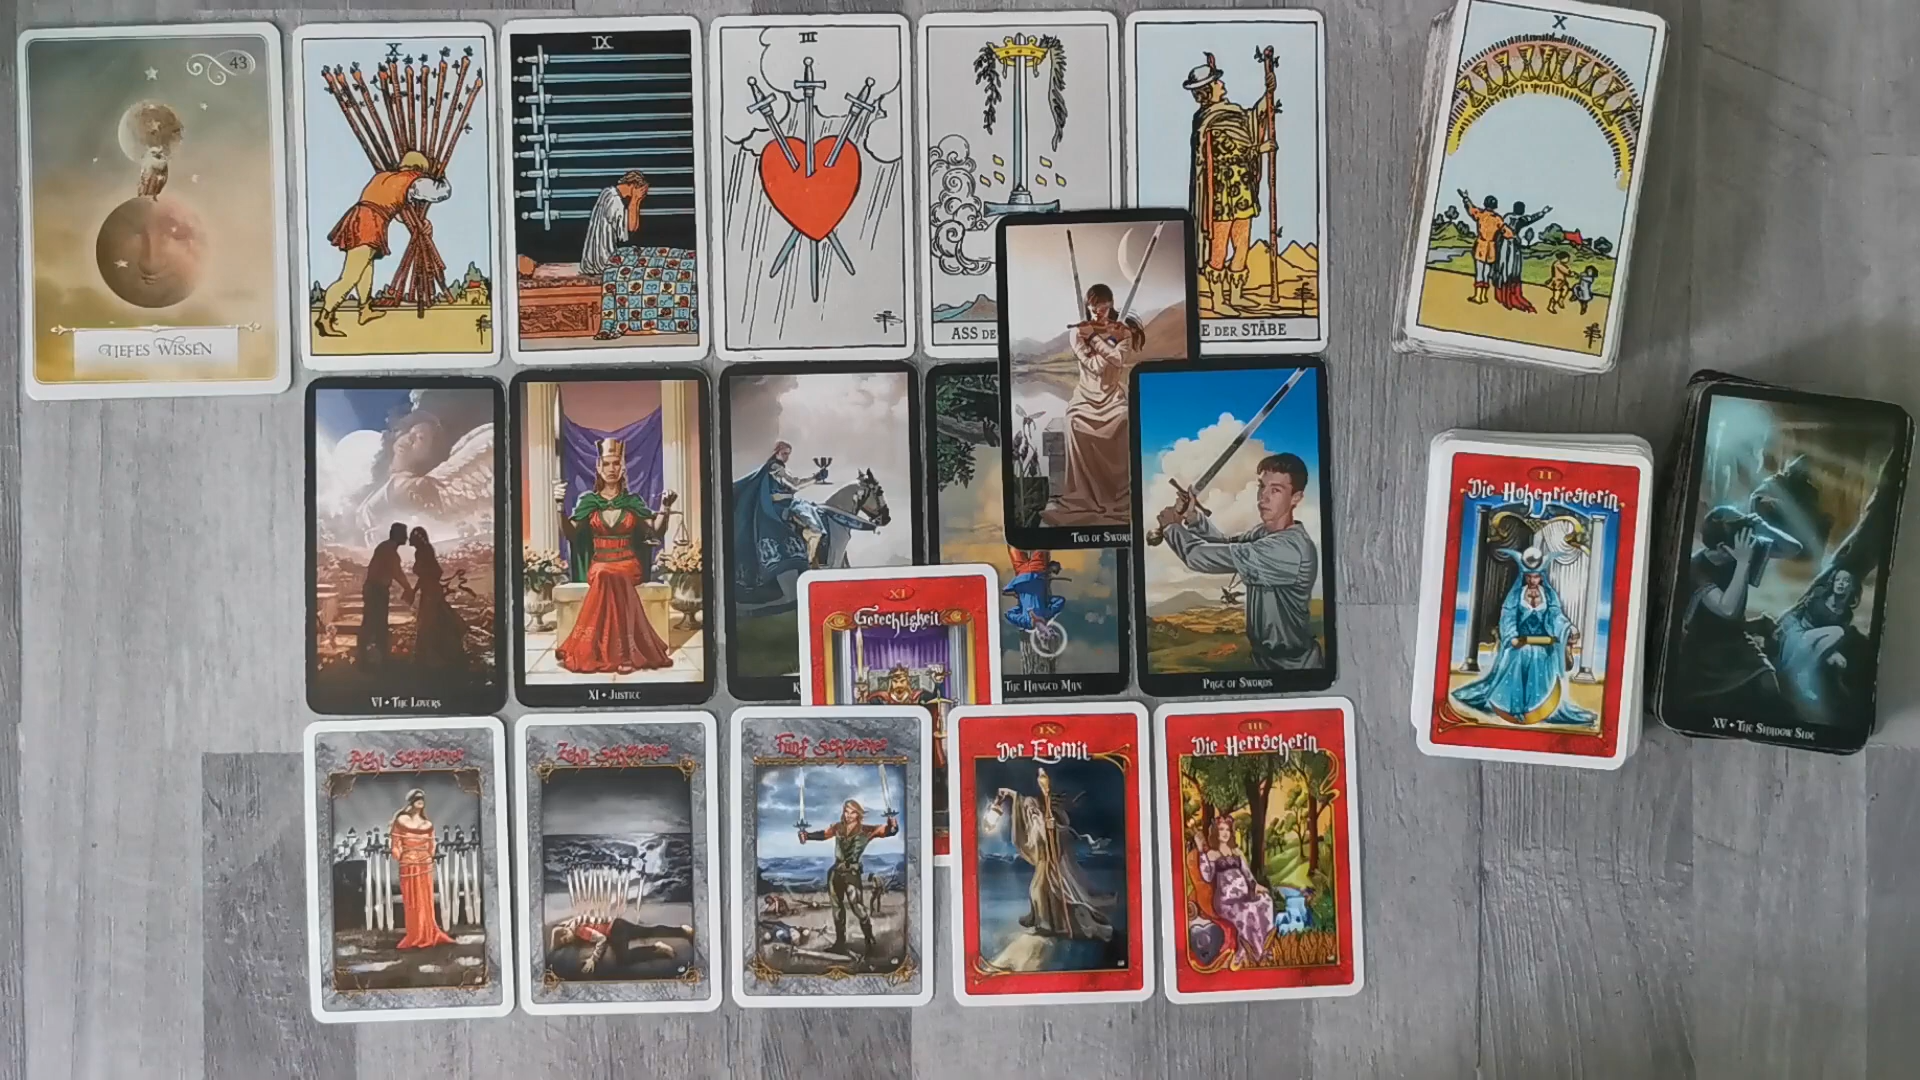 43
TIEFES WISSEN
X
IX
III
ASS DE
E DER STÄBE
X
TWO OF SWOR
VI • THE LOVERS
XI • JUSTICE
K
THE HANGED MAN
PAGE OF SWORDS
XI
Gerechtigkeit
II
Die Hohepriesterin
XV • THE SHADOW SIDE
Acht Schwerter
Zehn Schwerter
Fünf Schwerter
IX
Der Eremit
III
Die Herrscherin